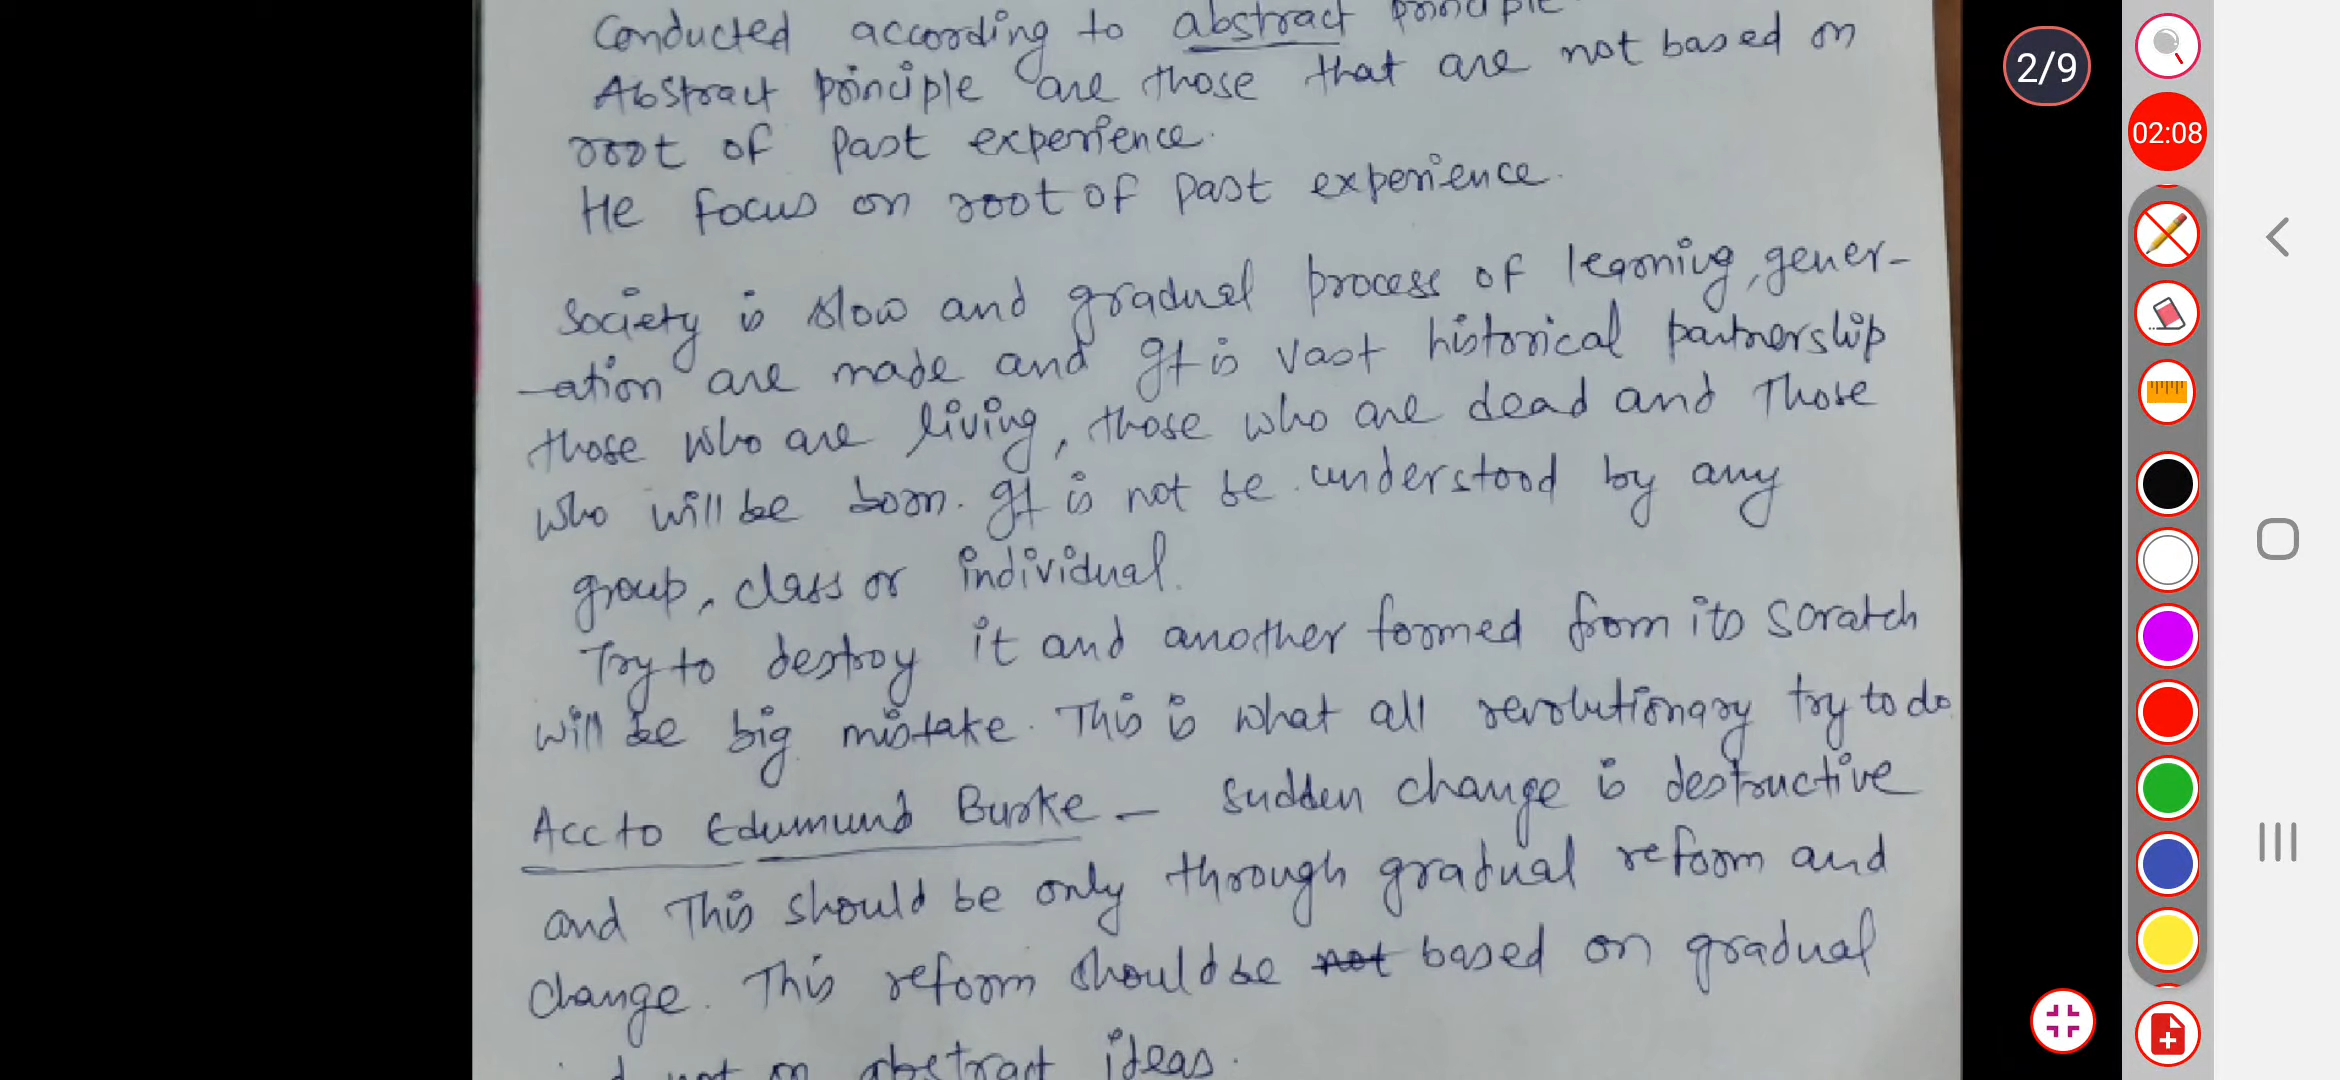 Conducted according to abstract principle
Abstract principle are those that are not based on
root of past experience.
He focus on root of past experience.
Society is slow and gradual process of learning, gener-
-ation are made and It is vast historical partnership
those who are living, those who are dead and Those
who will be born. It is not be understood by any
group, class or individual.
Try to destroy it and another formed from its scratch
will be big mistake. This is what all revolutionary try to do
Acc to Edumund Burke — sudden change is destructive
and This should be only through gradual reform and
change. This reform should be not based on gradual
not on abstract ideas.
2/9
02:08